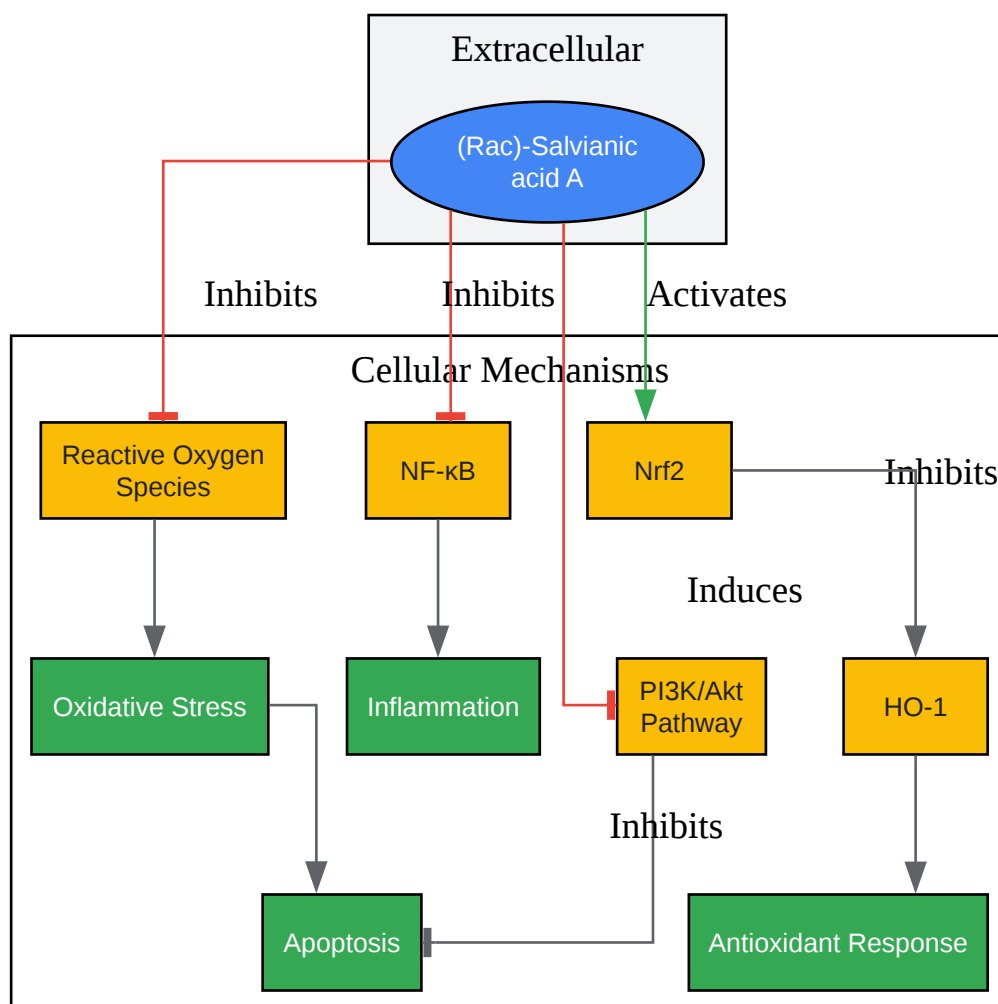 Extracellular
(Rac)-Salvianic
acid A
Inhibits
Inhibits
Activates
Cellular Mechanisms
Reactive Oxygen
Species
NF-κB
Nrf2
Inhibits
Induces
Oxidative Stress
Inflammation
PI3K/Akt
Pathway
HO-1
Inhibits
Apoptosis
Antioxidant Response